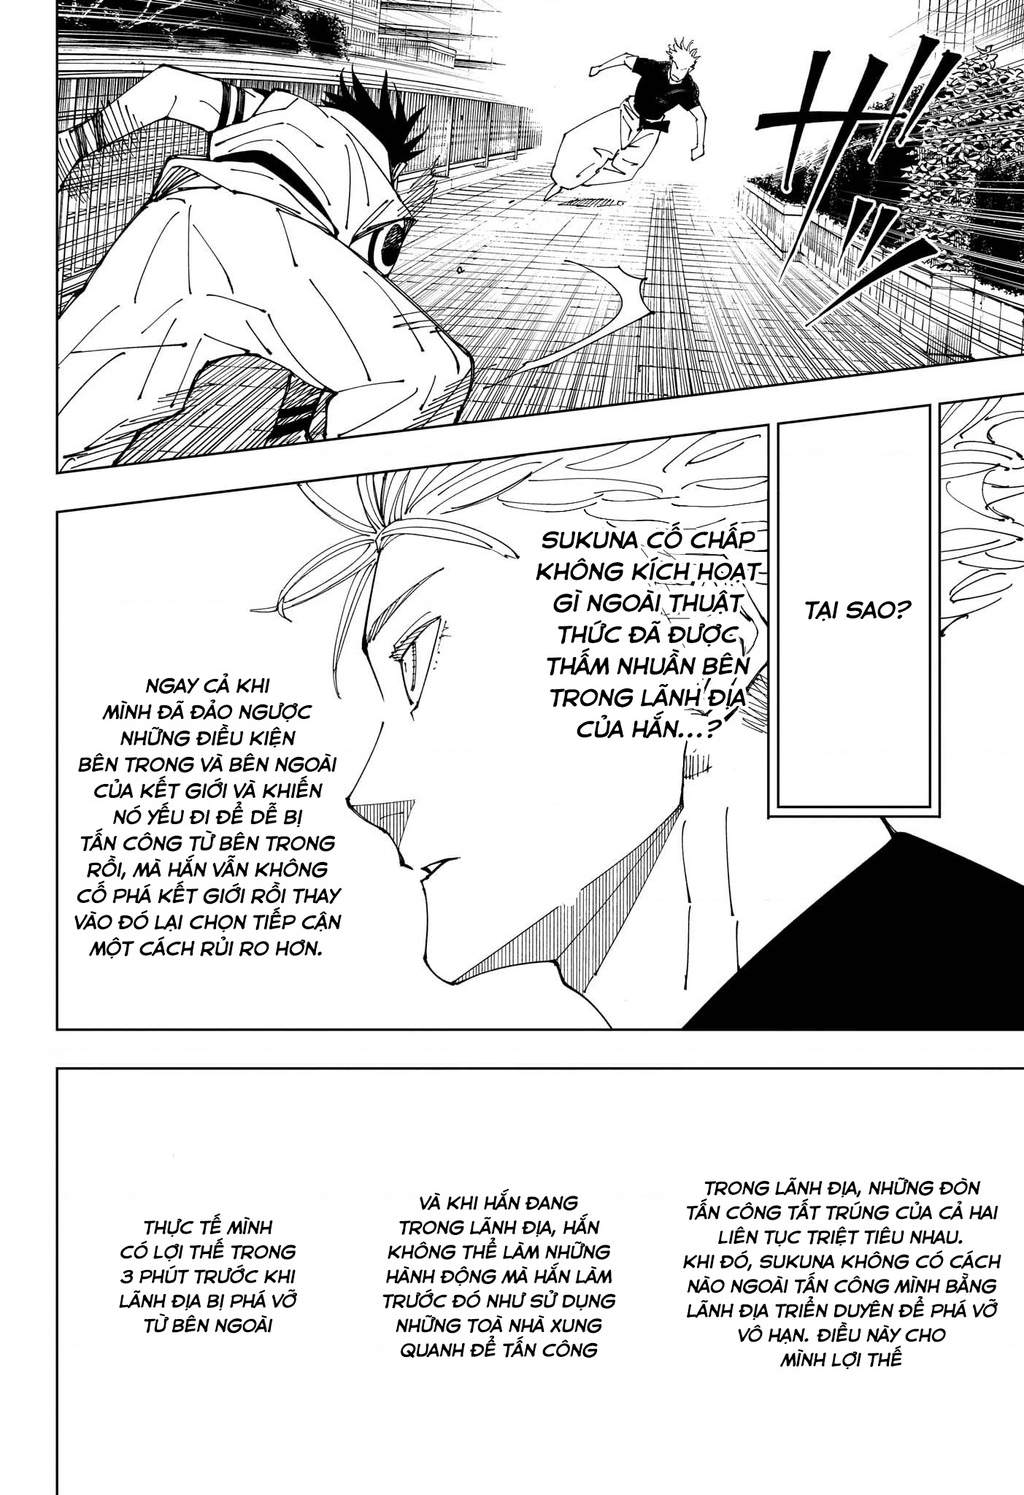 ザッ
TẠI SAO?
SUKUNA CỐ CHẤP
KHÔNG KÍCH HOẠT
GÌ NGOÀI THUẬT
THỨC ĐÃ ĐƯỢC
THẤM NHUẦN BÊN
TRONG LÃNH ĐỊA
CỦA HẮN...?
NGAY CẢ KHI
MÌNH ĐÃ ĐẢO NGƯỢC
NHỮNG ĐIỀU KIỆN
BÊN TRONG VÀ BÊN NGOÀI
CỦA KẾT GIỚI VÀ KHIẾN
NÓ YẾU ĐI ĐỂ DỄ BỊ
TẤN CÔNG TỪ BÊN TRONG
RỒI, MÀ HẮN VẪN KHÔNG
CỐ PHÁ KẾT GIỚI RỒI THAY
VÀO ĐÓ LẠI CHỌN TIẾP CẬN
MỘT CÁCH RỦI RO HƠN.
TRONG LÃNH ĐỊA, NHỮNG ĐÒN
TẤN CÔNG TẤT TRÚNG CỦA CẢ HAI
LIÊN TỤC TRIỆT TIÊU NHAU.
KHI ĐÓ, SUKUNA KHÔNG CÓ CÁCH
NÀO NGOÀI TẤN CÔNG MÌNH BẰNG
LÃNH ĐỊA TRIỂN DUYÊN ĐỂ PHÁ VỠ
VÔ HẠN. ĐIỀU NÀY CHO
MÌNH LỢI THẾ
VÀ KHI HẮN ĐANG
TRONG LÃNH ĐỊA, HẮN
KHÔNG THỂ LÀM NHỮNG
HÀNH ĐỘNG MÀ HẮN LÀM
TRƯỚC ĐÓ NHƯ SỬ DỤNG
NHỮNG TOÀ NHÀ XUNG
QUANH ĐỂ TẤN CÔNG
THỰC TẾ MÌNH
CÓ LỢI THẾ TRONG
3 PHÚT TRƯỚC KHI
LÃNH ĐỊA BỊ PHÁ VỠ
TỪ BÊN NGOÀI